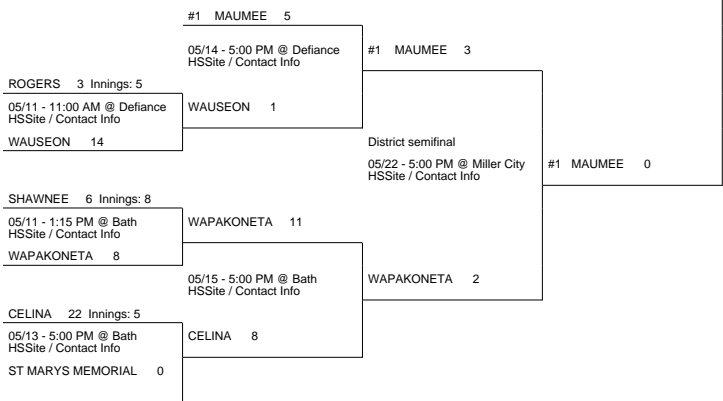 #1 MAUMEE 5
05/14 - 5:00 PM @ Defiance
HSSite / Contact Info
#1 MAUMEE 3
ROGERS 3 Innings: 5
05/11 - 11:00 AM @ Defiance
HSSite / Contact Info
WAUSEON 1
WAUSEON 14
District semifinal
05/22 - 5:00 PM @ Miller City
HSSite / Contact Info
#1 MAUMEE 0
SHAWNEE 6 Innings: 8
05/11 - 1:15 PM @ Bath
HSSite / Contact Info
WAPAKONETA 11
WAPAKONETA 8
05/15 - 5:00 PM @ Bath
HSSite / Contact Info
WAPAKONETA 2
CELINA 22 Innings: 5
05/13 - 5:00 PM @ Bath
HSSite / Contact Info
CELINA 8
ST MARYS MEMORIAL 0